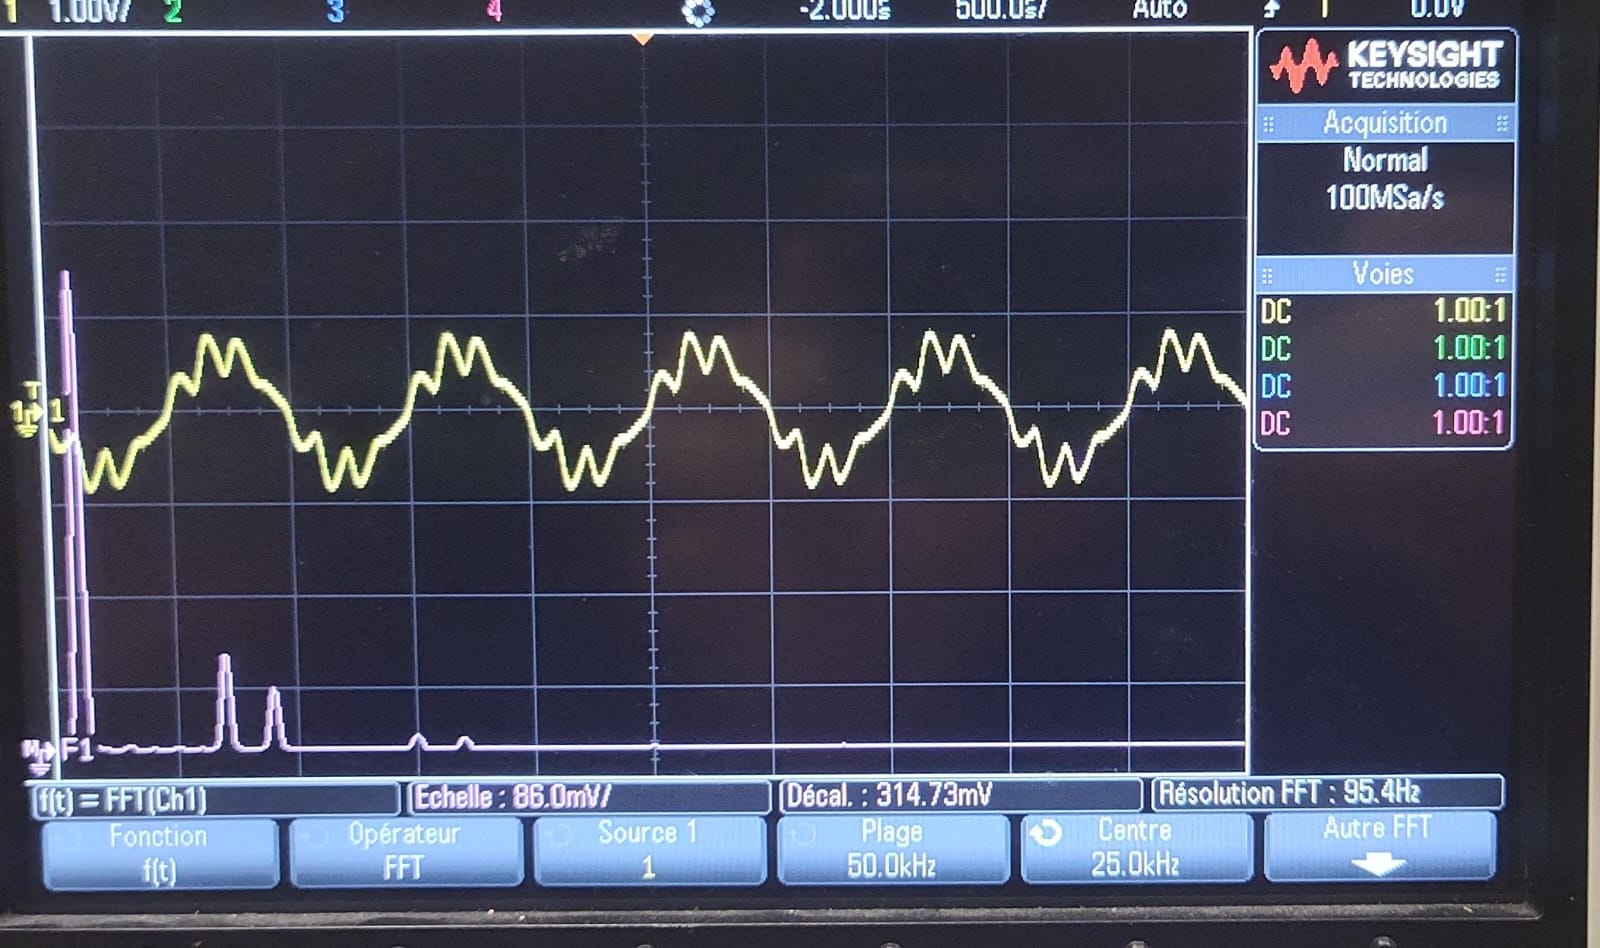 1 1.00V/ 2 3 4 -2.000s 500.0s/ Auto 1 0.0V
KEYSIGHT
TECHNOLOGIES
Acquisition
Normal
100MSa/s
Voies
DC 1.00:1
DC 1.00:1
DC 1.00:1
DC 1.00:1
T
1 1
F1
f(t) = FFT(Ch1) Echelle : 86.0mV/ Décal. : 314.73mV Résolution FFT : 95.4Hz
Fonction Opérateur Source 1 Plage Centre Autre FFT
f(t) FFT 1 50.0kHz 25.0kHz